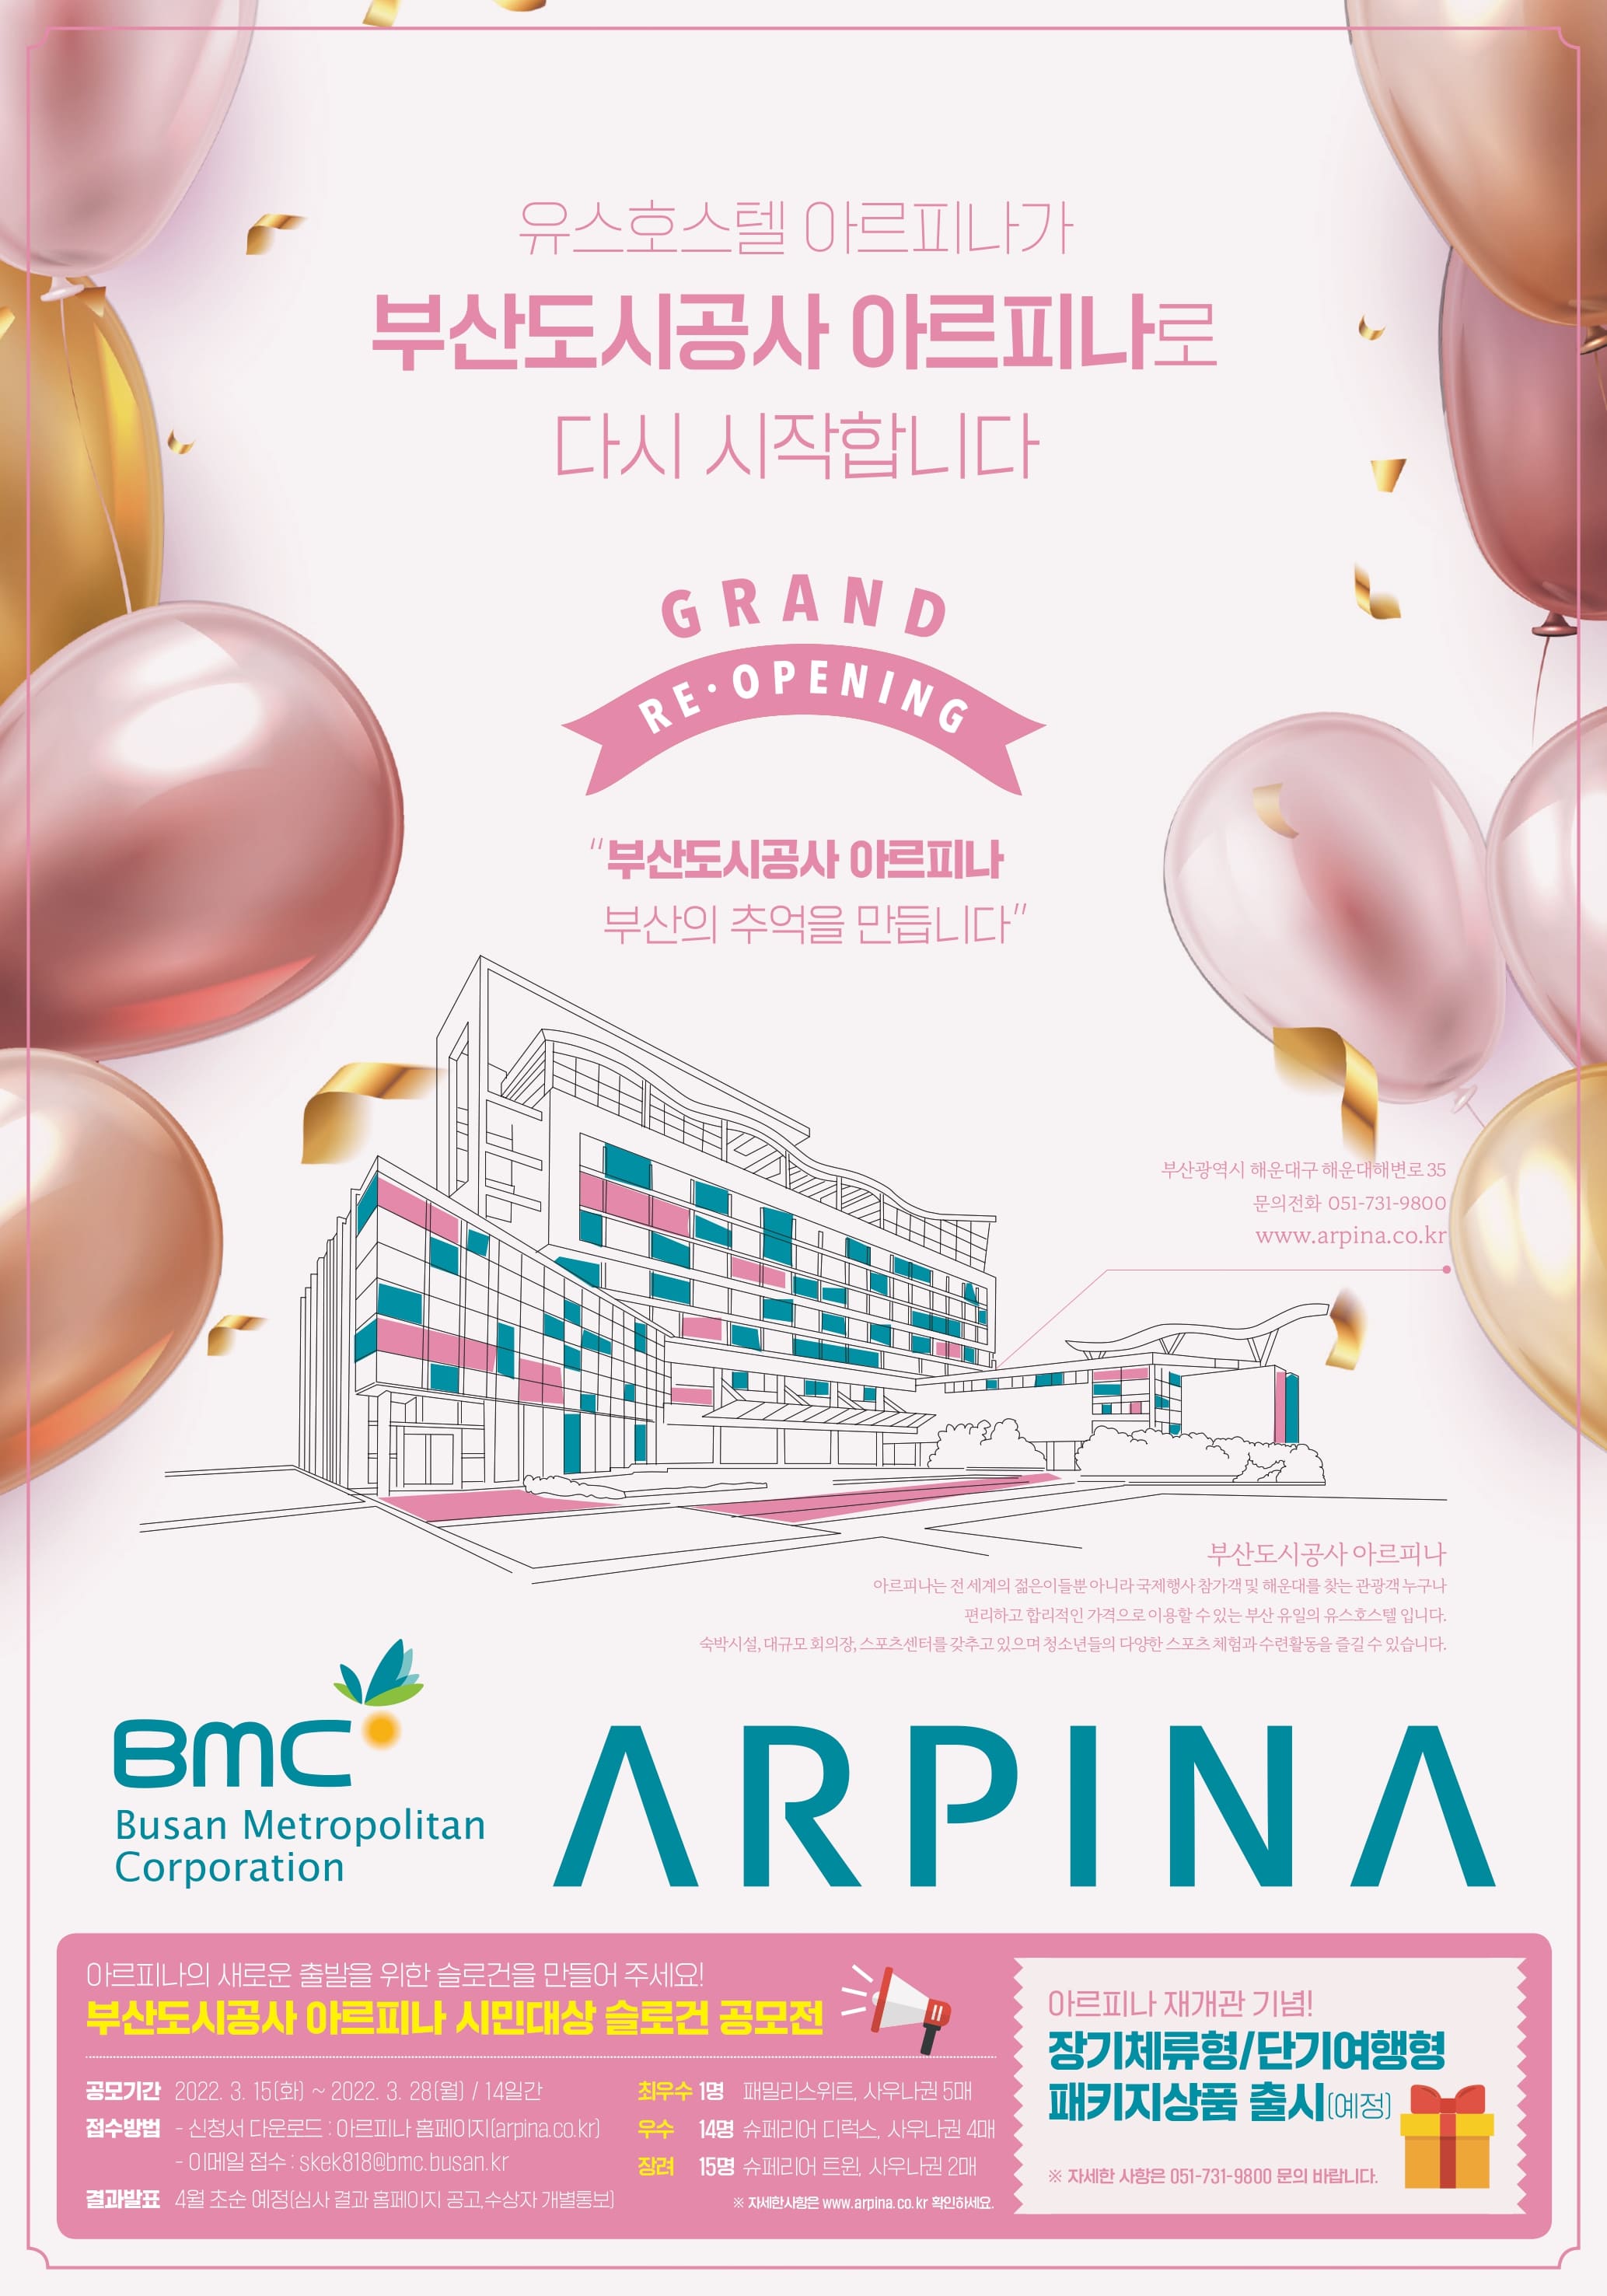 유스호스텔 아르피나가
부산도시공사 아르피나로
다시 시작합니다
GRAND
RE·OPENING
“부산도시공사 아르피나
부산의 추억을 만듭니다”
부산광역시 해운대구 해운대해변로 35
문의전화 051-731-9800
www.arpina.co.kr
부산도시공사 아르피나
아르피나는 전 세계의 젊은이들뿐 아니라 국제행사 참가객 및 해운대를 찾는 관광객 누구나
편리하고 합리적인 가격으로 이용할 수 있는 부산 유일의 유스호스텔 입니다.
숙박시설, 대규모 회의장, 스포츠센터를 갖추고 있으며 청소년들의 다양한 스포츠 체험과 수련활동을 즐길 수 있습니다.
BMC
Busan Metropolitan
Corporation
ARPINA
아르피나의 새로운 출발을 위한 슬로건을 만들어 주세요!
부산도시공사 아르피나 시민대상 슬로건 공모전
공모기간 2022. 3. 15(화) ~ 2022. 3. 28(월) / 14일간
접수방법 - 신청서 다운로드 : 아르피나 홈페이지(arpina.co.kr)
- 이메일 접수 : skek818@bmc.busan.kr
결과발표 4월 초순 예정(심사 결과 홈페이지 공고,수상자 개별통보)
최우수 1명 패밀리스위트, 사우나권 5매
우수 14명 슈페리어 디럭스, 사우나권 4매
장려 15명 슈페리어 트윈, 사우나권 2매
※ 자세한사항은 www.arpina.co.kr 확인하세요.
아르피나 재개관 기념!
장기체류형/단기여행형
패키지상품 출시(예정)
※ 자세한 사항은 051-731-9800 문의 바랍니다.